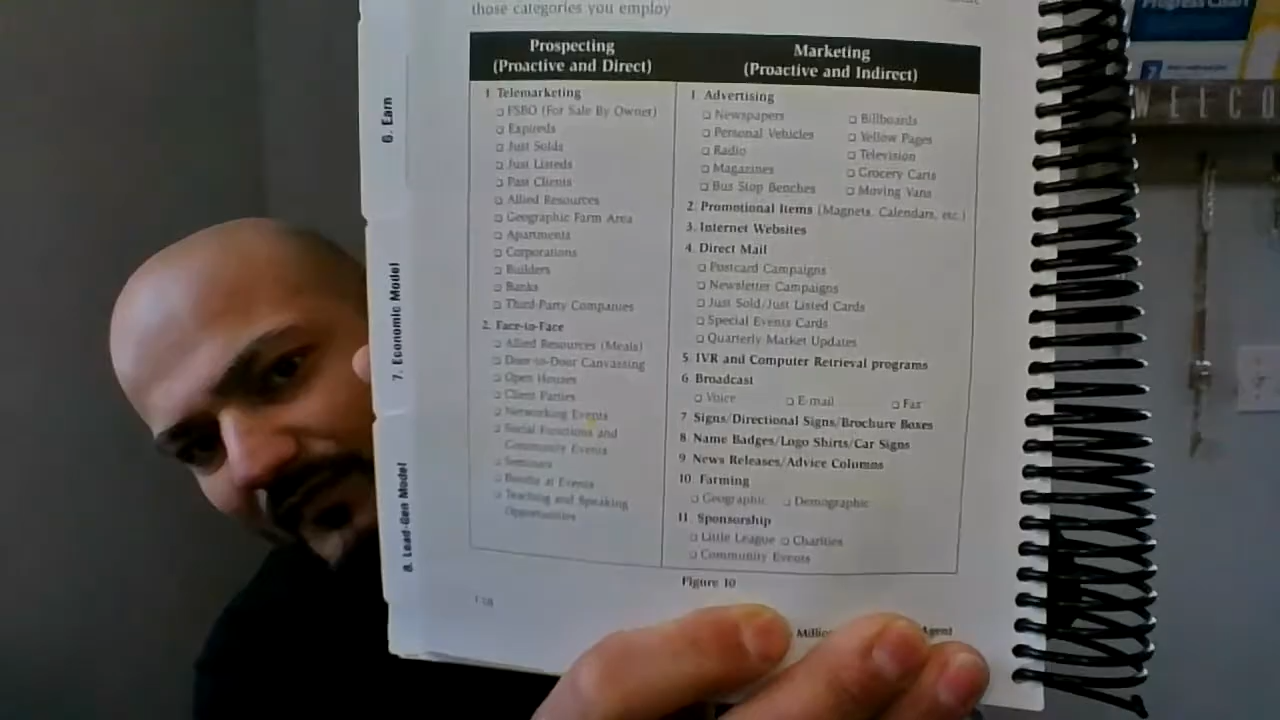 those categories you employ
Prospecting
(Proactive and Direct)
1 Telemarketing
FSBO (For Sale By Owner)
Expireds
Just Solds
Just Listeds
Past Clients
Allied Resources
Geographic Farm Area
Apartments
Corporations
Builders
Banks
Third-Party Companies
2. Face-to-Face
Allied Resources (Meals)
Door-to-Door Canvassing
Open Houses
Client Parties
Networking Events
Social Functions and
Community Events
Seminars
Booths at Events
Teaching and Speaking
Opportunities
Marketing
(Proactive and Indirect)
1. Advertising
Newspapers
Billboards
Personal Vehicles
Yellow Pages
Radio
Television
Magazines
Grocery Carts
Bus Stop Benches
Moving Vans
2. Promotional Items (Magnets, Calendars, etc.)
3. Internet Websites
4. Direct Mail
Postcard Campaigns
Newsletter Campaigns
Just Sold/Just Listed Cards
Special Events Cards
Quarterly Market Updates
5. IVR and Computer Retrieval programs
6 Broadcast
Voice
E-mail
Fax
7 Signs/Directional Signs/Brochure Boxes
8 Name Badges/Logo Shirts/Car Signs
9 News Releases/Advice Columns
10. Farming
Geographic
Demographic
11. Sponsorship
Little League
Charities
Community Events
Figure 10
Agent
6. Earn
7. Economic Model
8. Lead-Gen Model
Progress Chart
7
WEECO